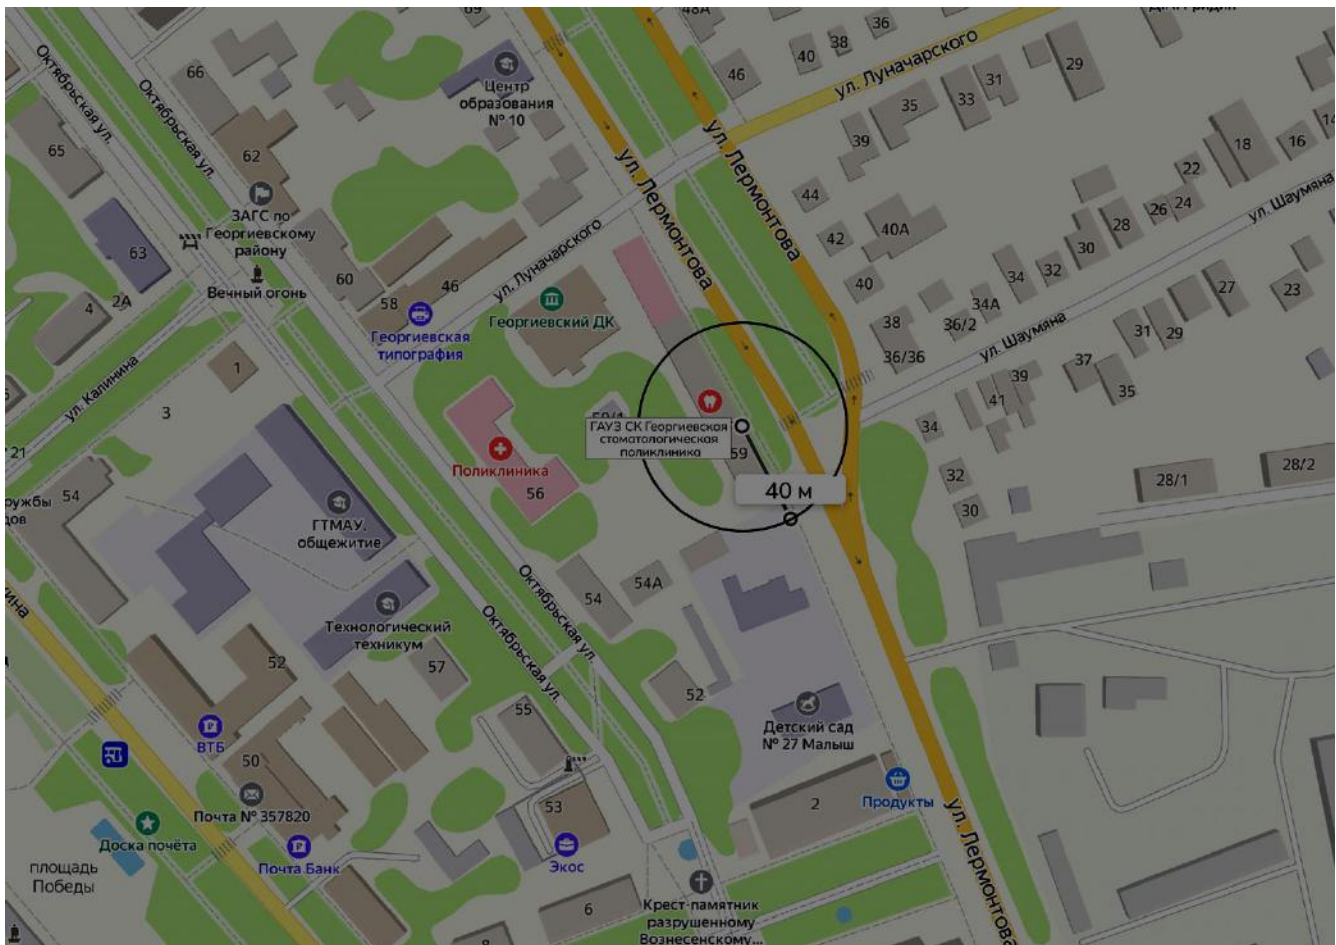 69
48А
36
38
40
46
ул. Луначарского
29
31
33
35
39
66
Октябрьская ул.
Октябрьская ул.
65
62
Центр
образования
№ 10
ул. Лермонтова
ул. Лермонтова
18
16
14
22
24
26
28
ул. Шаумяна
44
42
40А
40
30
32
34
34А
36/2
38
36/36
27
23
ЗАГС по
Георгиевскому
району
63
Вечный огонь
2А
4
60
58
46
ул. Луначарского
Георгиевская
типография
Георгиевский ДК
ул. Шаумяна
31
29
37
35
39
41
34
32
30
28/1
28/2
1
ул. Калинина
3
21
54
59/1
ГАУЗ СК Георгиевская
стоматологическая
поликлиника
59
40 м
Поликлиника
56
ГТМАУ,
общежитие
Технологический
техникум
57
54
54А
Октябрьская ул.
Октябрьская ул.
52
52
55
Детский сад
№ 27 Малыш
ВТБ
50
Почта № 357820
Доска почёта
Почта Банк
площадь
Победы
53
Экос
2
Продукты
ул. Лермонтова
6
8
Крест-памятник
разрушенному
Вознесенскому...